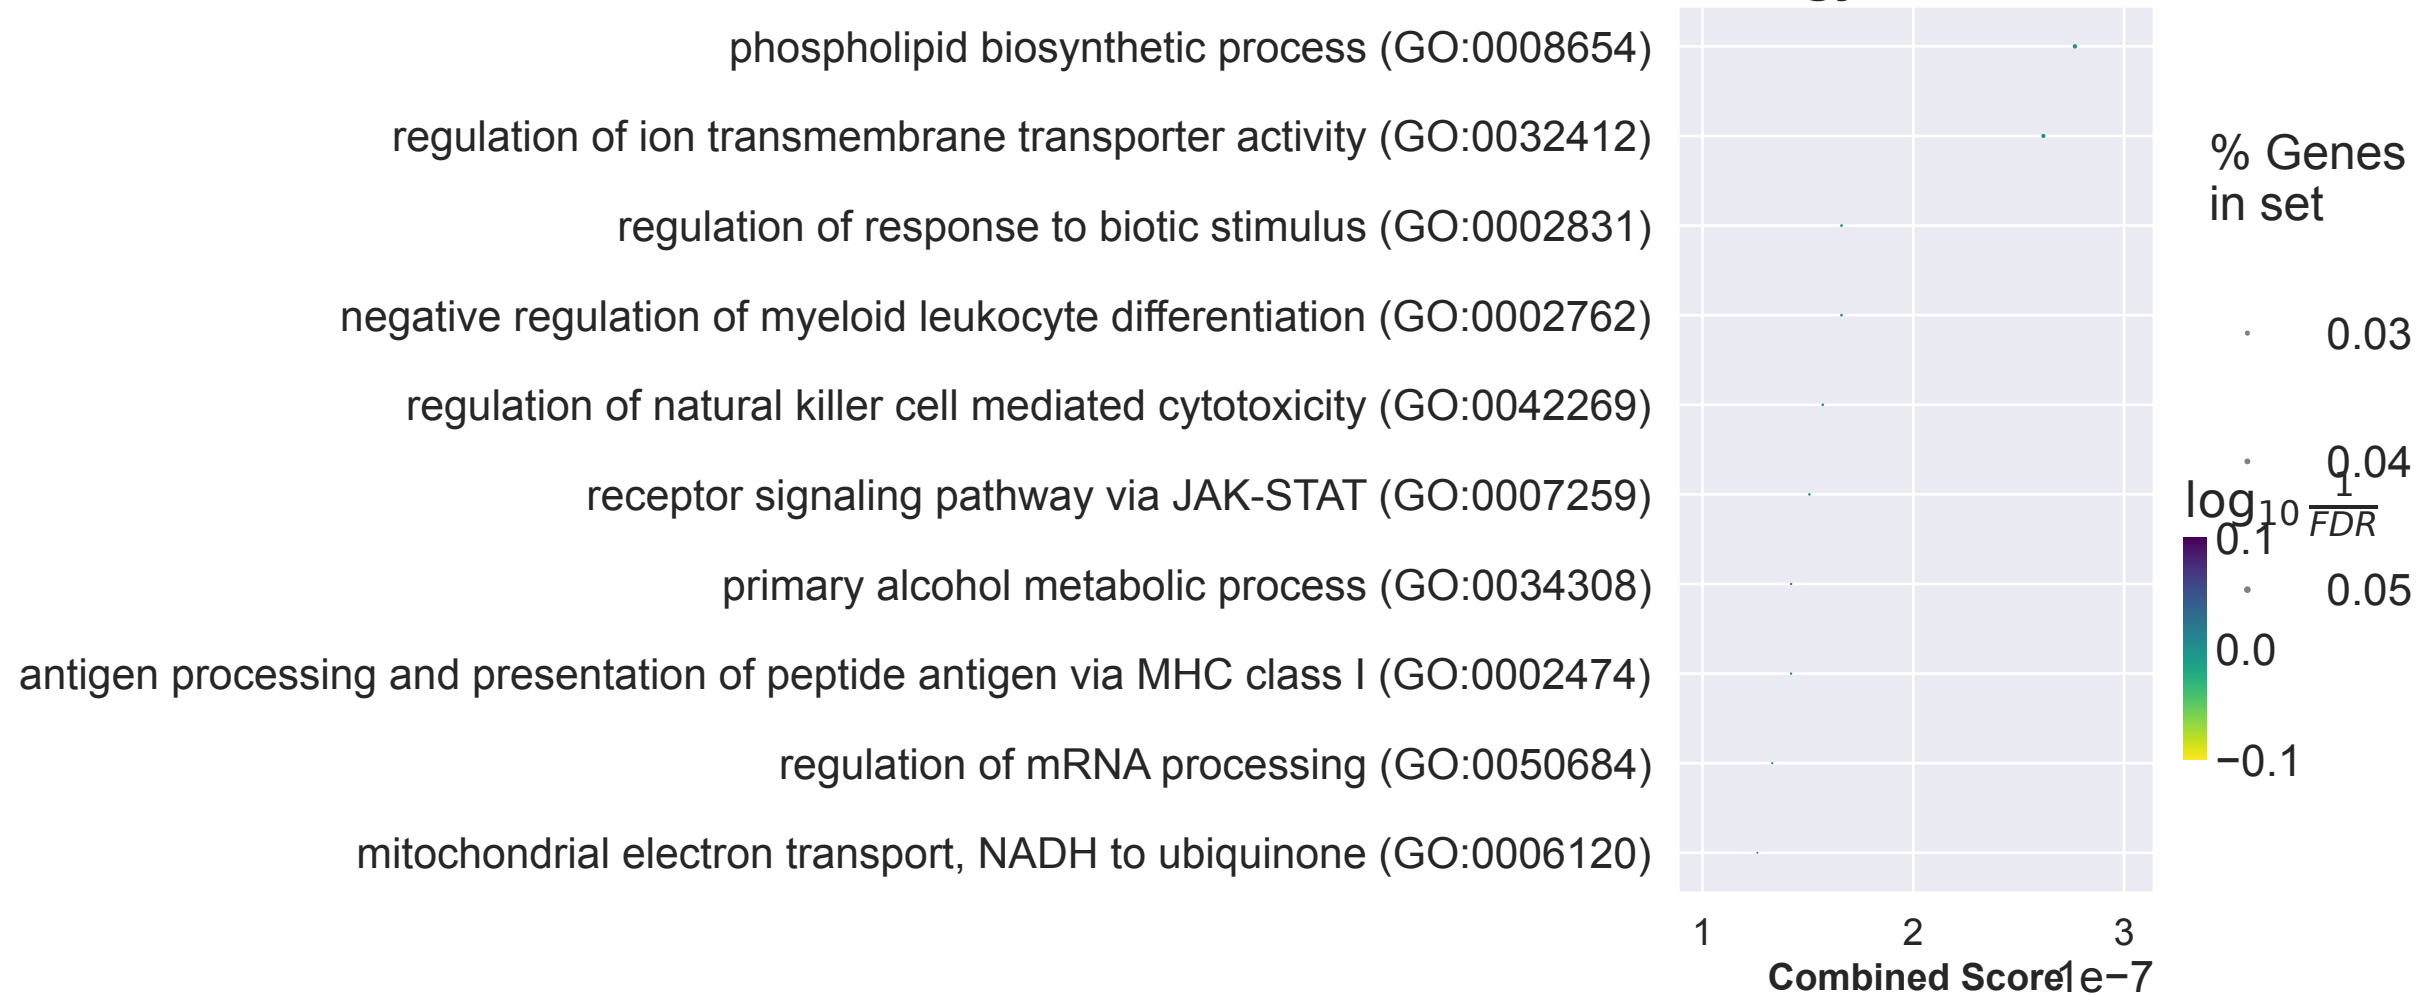 phospholipid biosynthetic process (GO:0008654)
regulation of ion transmembrane transporter activity (GO:0032412)
regulation of response to biotic stimulus (GO:0002831)
negative regulation of myeloid leukocyte differentiation (GO:0002762)
regulation of natural killer cell mediated cytotoxicity (GO:0042269)
receptor signaling pathway via JAK-STAT (GO:0007259)
primary alcohol metabolic process (GO:0034308)
antigen processing and presentation of peptide antigen via MHC class I (GO:0002474)
regulation of mRNA processing (GO:0050684)
mitochondrial electron transport, NADH to ubiquinone (GO:0006120)
1 2 3
Combined Score
1e−7
% Genes
in set
0.03
0.04
0.05
log10 1/FDR
0.1
0.0
−0.1